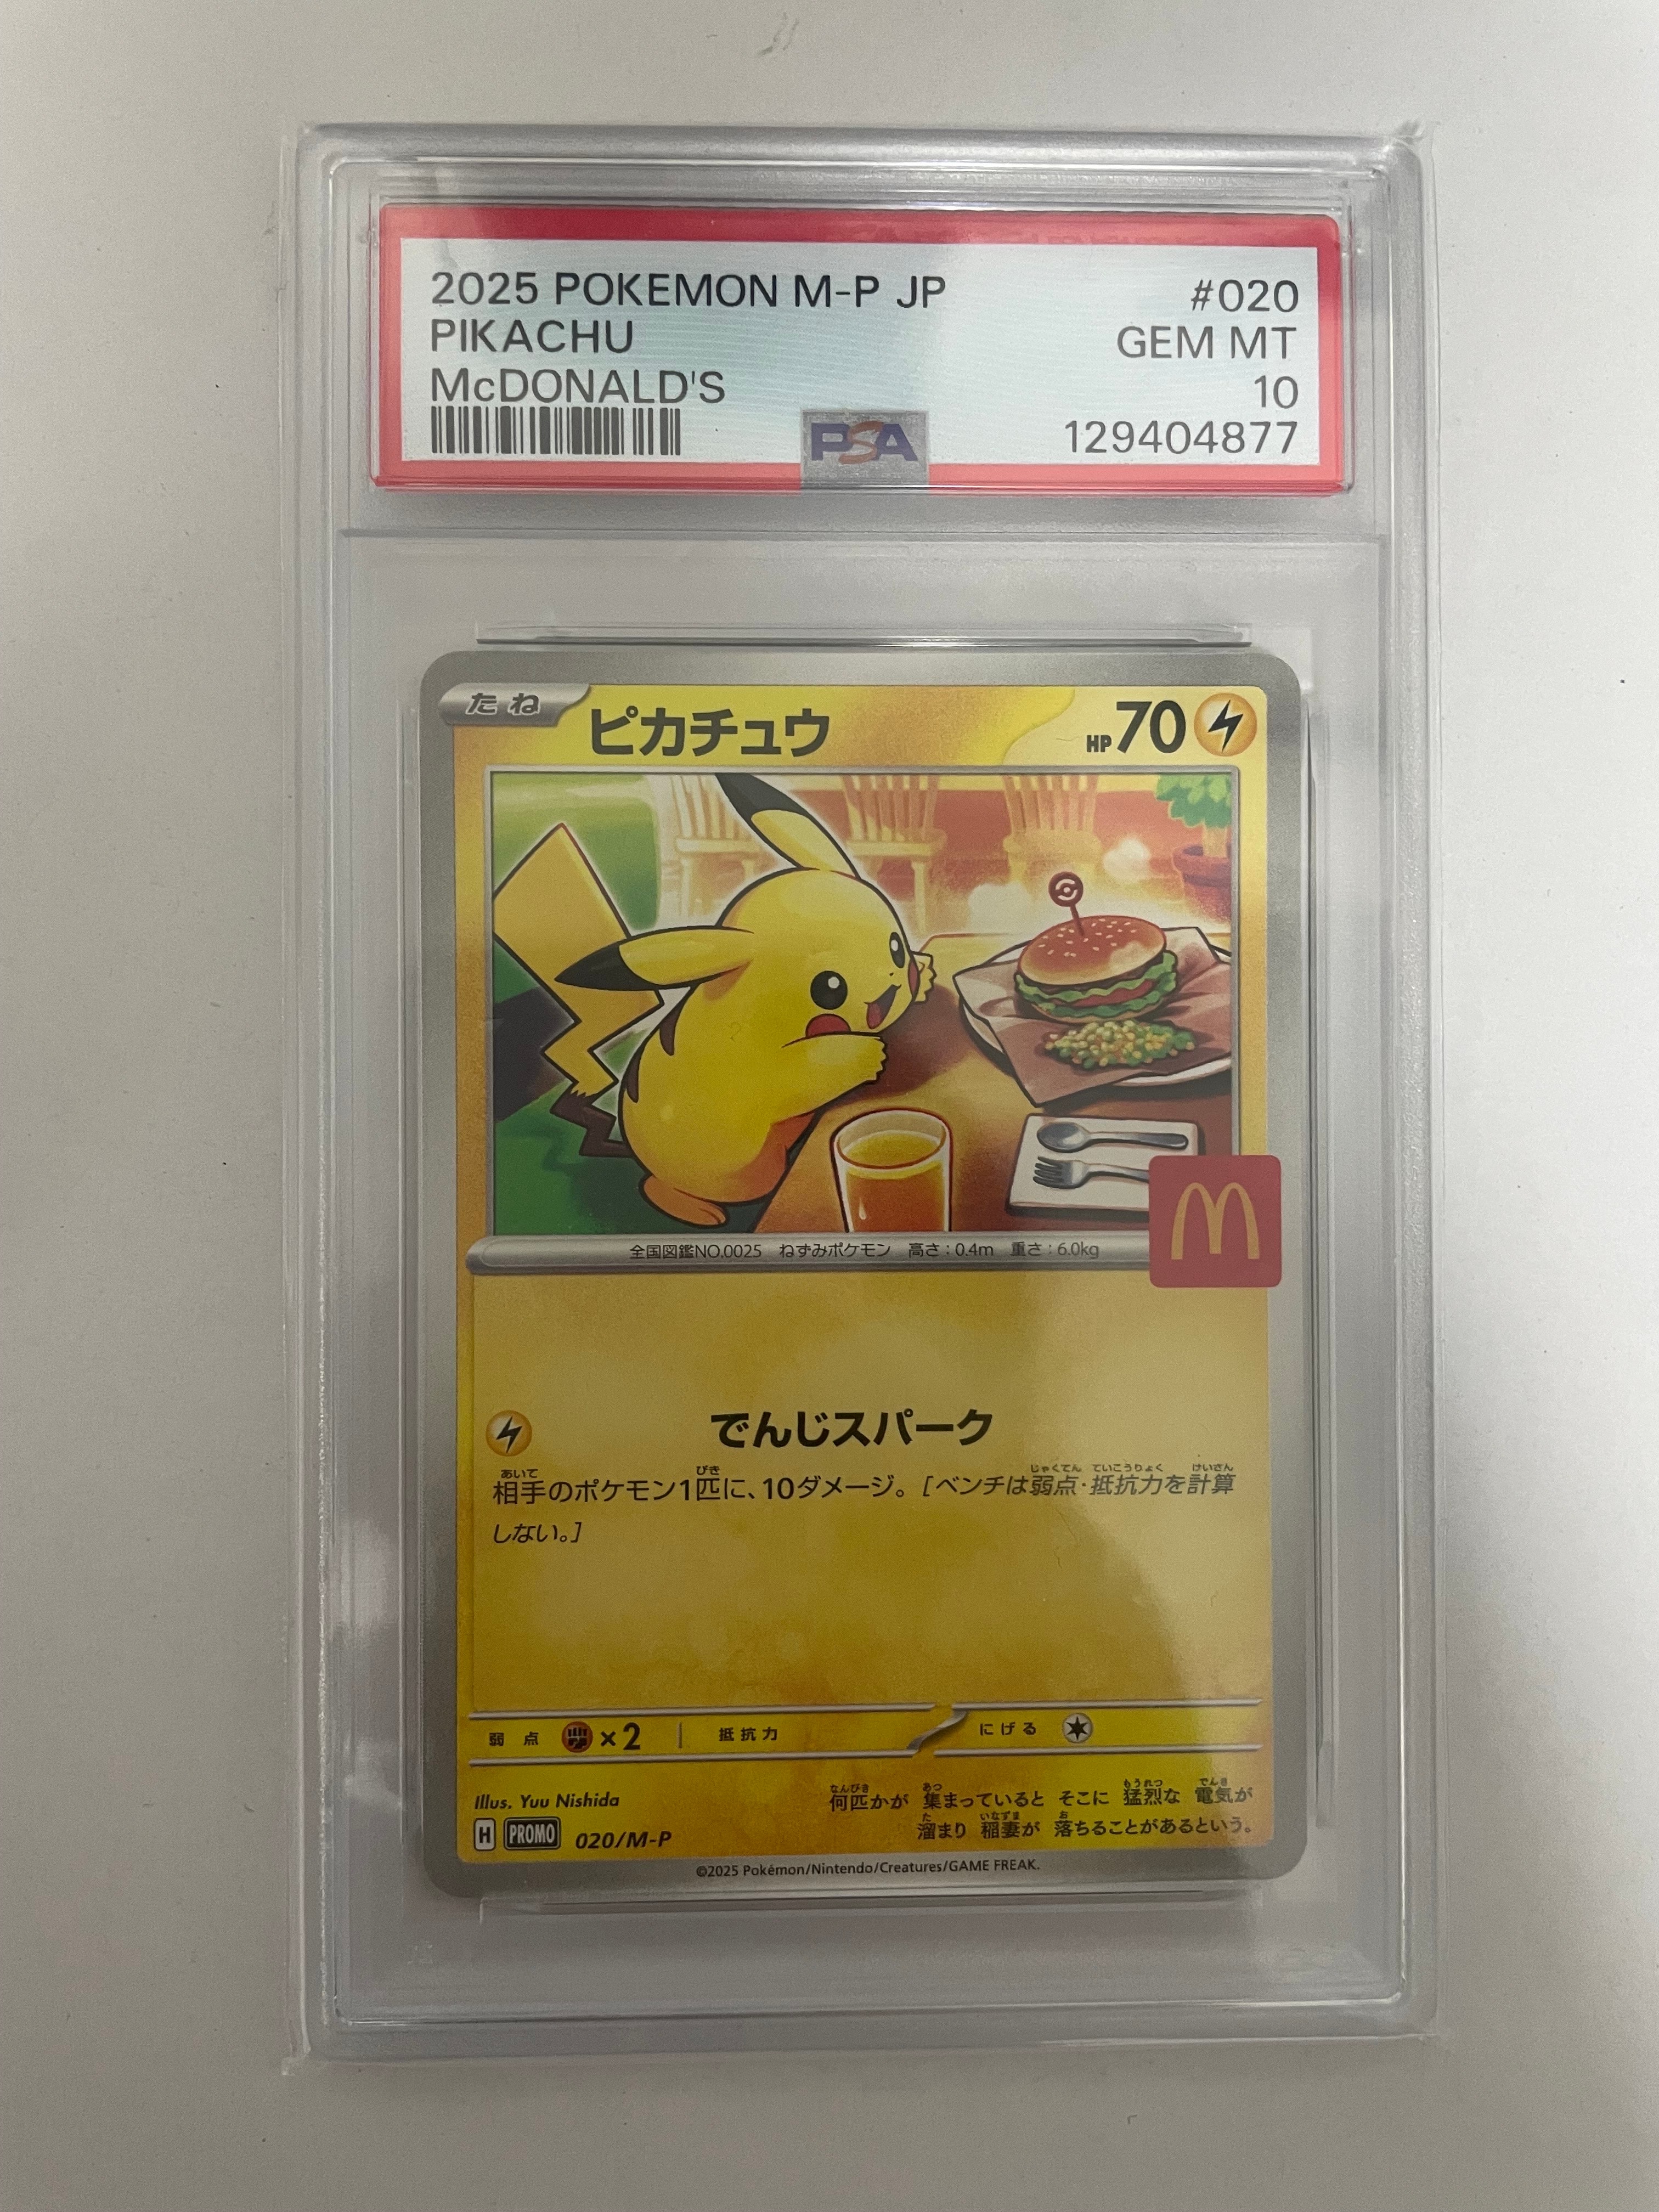 2025 POKEMON M-P JP #020
PIKACHU GEM MT
McDONALD'S 10
PSA 129404877
たね ピカチュウ HP70
全国図鑑NO.0025 ねずみポケモン 高さ:0.4m 重さ:6.0kg
M
でんじスパーク
相手のポケモン1匹に、10ダメージ。[ベンチは弱点・抵抗力を計算
しない。]
弱点 ×2 抵抗力 にげる
Illus. Yuu Nishida
何匹かが 集まっていると そこに 猛烈な 電気が
溜まり 稲妻が 落ちることがあるという。
H PROMO 020/M-P
©2025 Pokémon/Nintendo/Creatures/GAME FREAK.